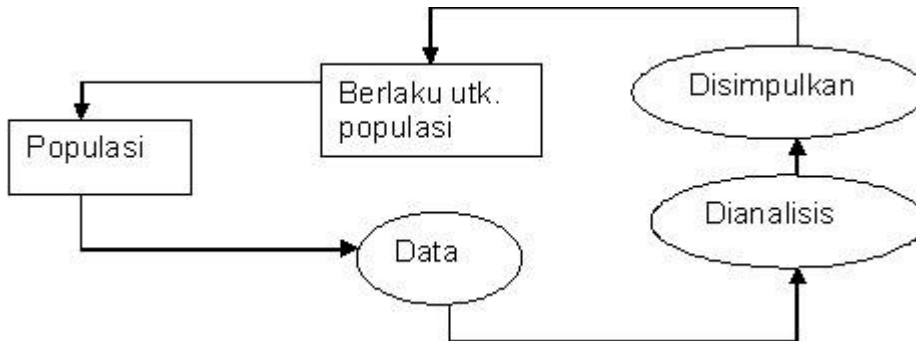 Disimpulkan
Berlaku utk.
populasi
Populasi
Dianalisis
Data